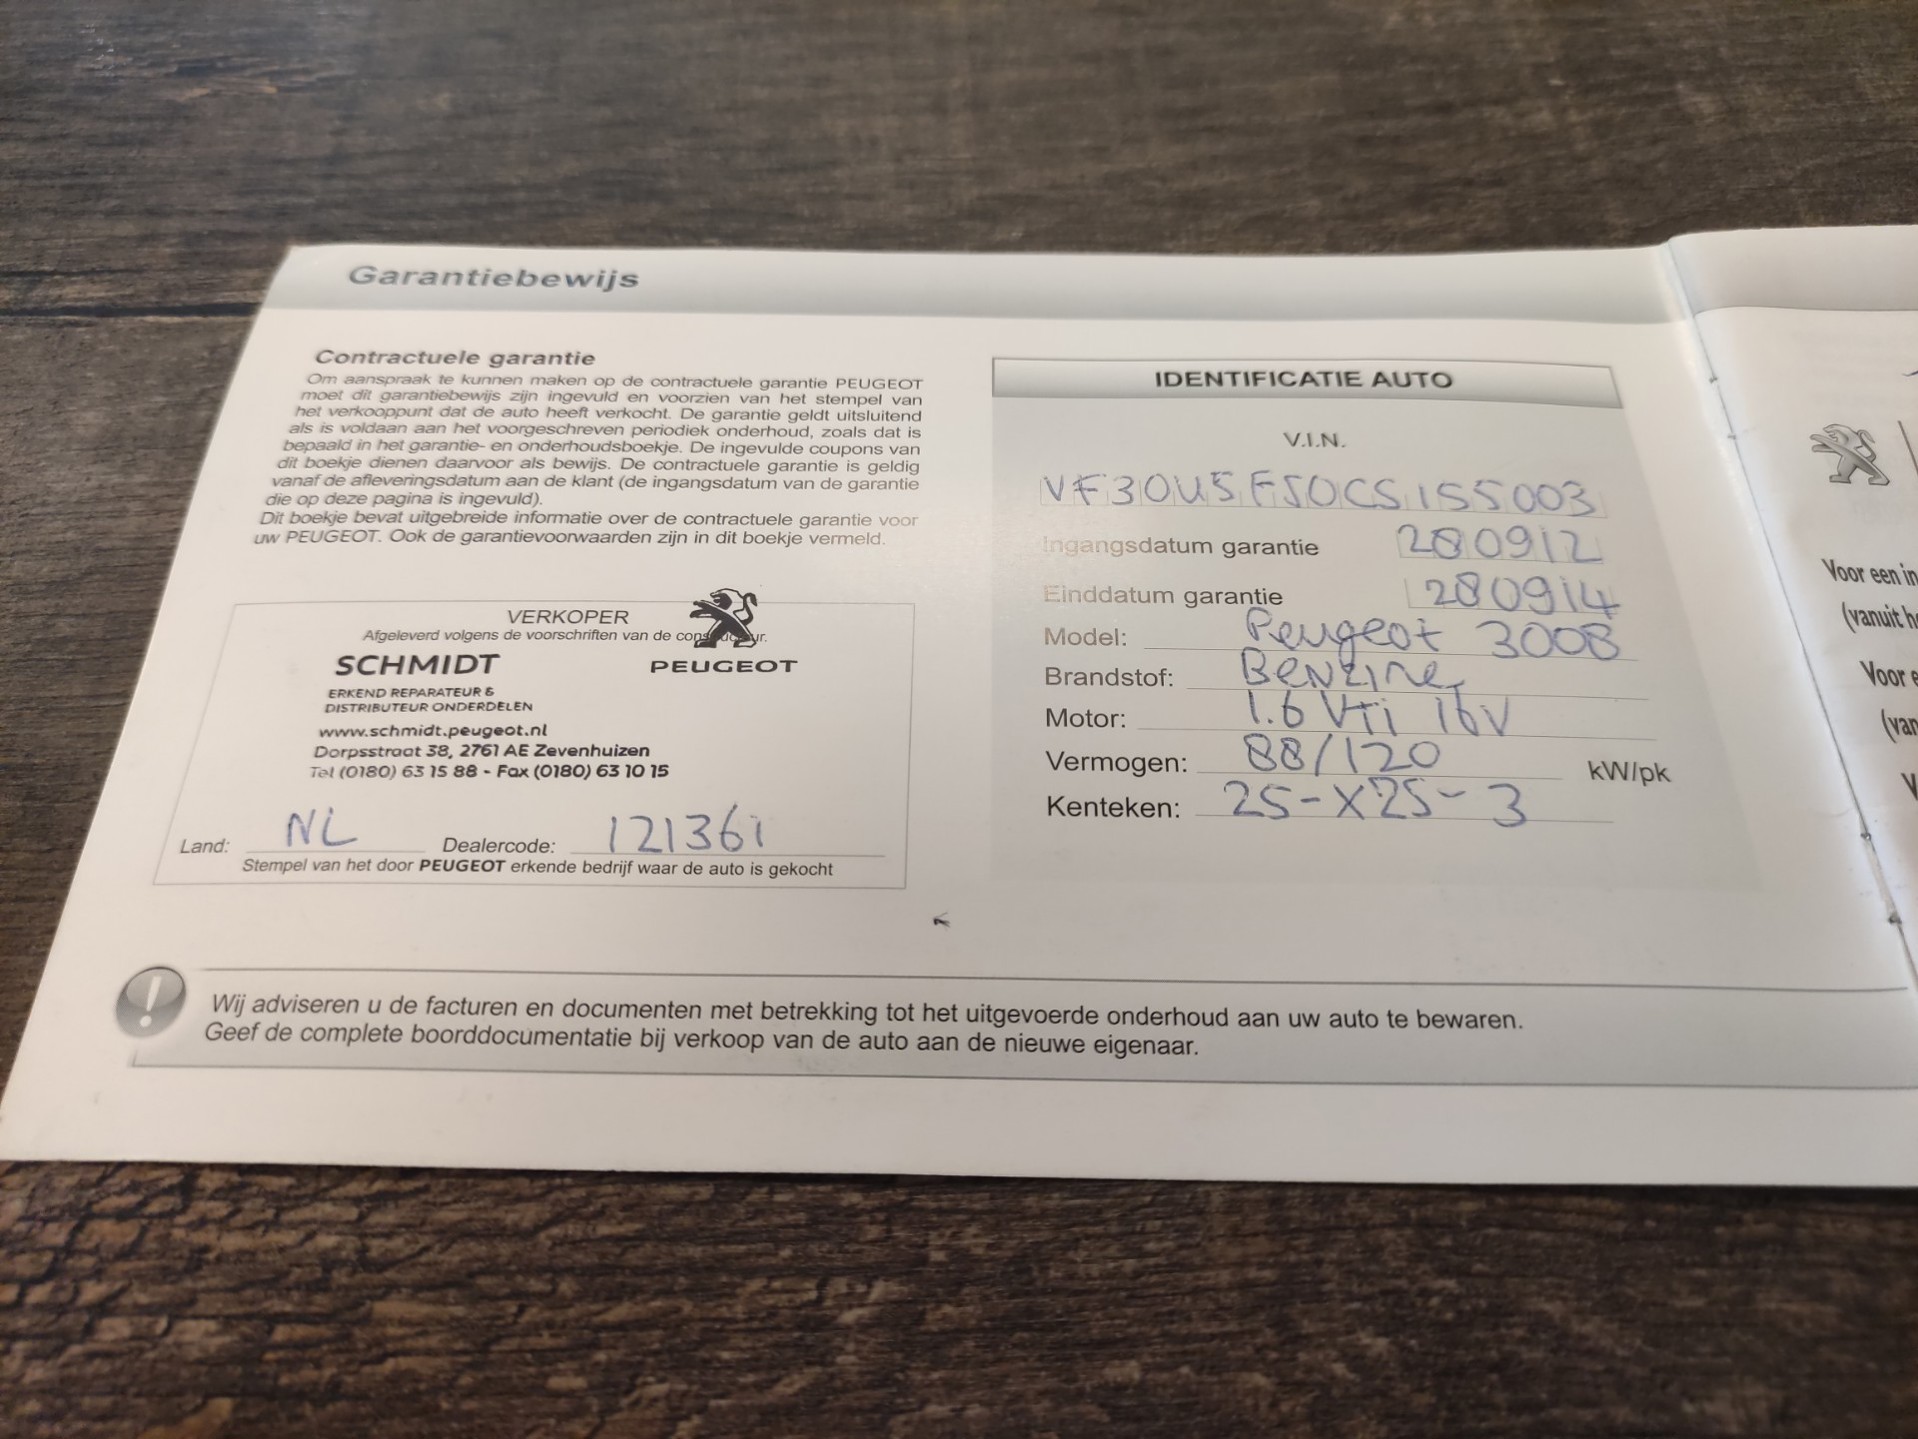 Garantiebewijs
Contractuele garantie
Om aanspraak te kunnen maken op de contractuele garantie PEUGEOT
moet dit garantiebewijs zijn ingevuld en voorzien van het stempel van
het verkooppunt dat de auto heeft verkocht. De garantie geldt uitsluitend
als is voldaan aan het voorgeschreven periodiek onderhoud, zoals dat is
bepaald in het garantie- en onderhoudsboekje. De ingevulde coupons van
dit boekje dienen daarvoor als bewijs. De contractuele garantie is geldig
vanaf de afleveringsdatum aan de klant (de ingangsdatum van de garantie
die op deze pagina is ingevuld).
Dit boekje bevat uitgebreide informatie over de contractuele garantie voor
uw PEUGEOT. Ook de garantievoorwaarden zijn in dit boekje vermeld.
VERKOPER
Afgeleverd volgens de voorschriften van de constructeur.
SCHMIDT
PEUGEOT
ERKEND REPARATEUR &
DISTRIBUTEUR ONDERDELEN
www.schmidt.peugeot.nl
Dorpsstraat 38, 2761 AE Zevenhuizen
Tel (0180) 63 15 88 - Fax (0180) 63 10 15
Land: NL Dealercode: 121361
Stempel van het door PEUGEOT erkende bedrijf waar de auto is gekocht
IDENTIFICATIE AUTO
V.I.N.
VF30U5FS0CS155003
Ingangsdatum garantie 280912
Einddatum garantie 280914
Model: Peugeot 3008
Brandstof: Benzine
Motor: 1.6 VTi 16V
Vermogen: 88/120 kW/pk
Kenteken: 25-XZS-3
Wij adviseren u de facturen en documenten met betrekking tot het uitgevoerde onderhoud aan uw auto te bewaren.
Geef de complete boorddocumentatie bij verkoop van de auto aan de nieuwe eigenaar.
Voor een in
(vanuit
Voor
(van